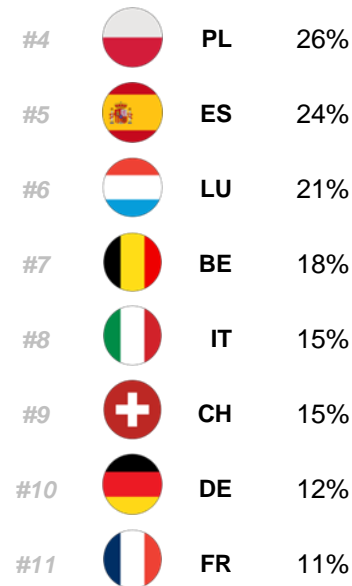 #4 PL 26%
#5 ES 24%
#6 LU 21%
#7 BE 18%
#8 IT 15%
#9 CH 15%
#10 DE 12%
#11 FR 11%